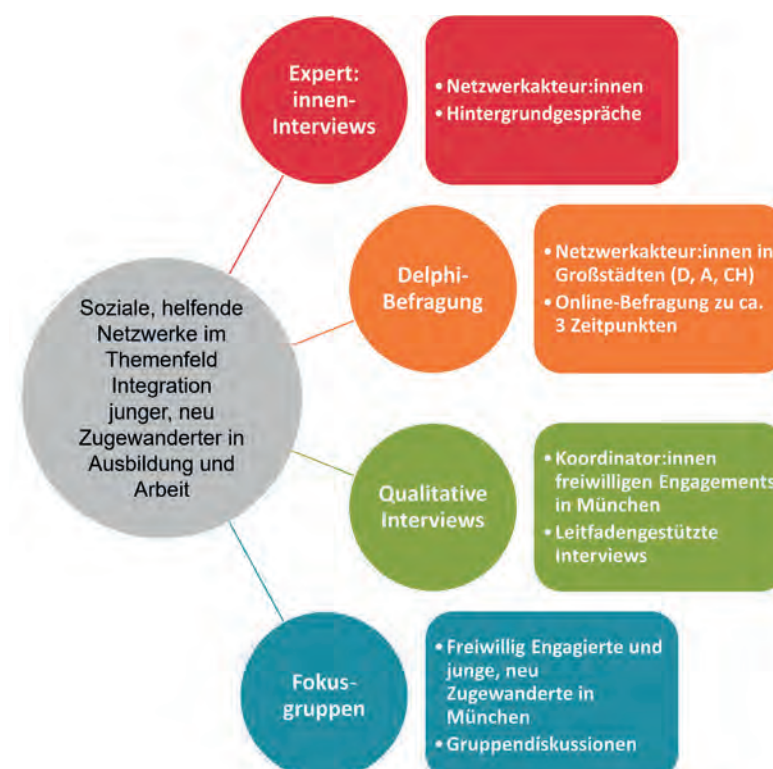 Expert:
innen-
Interviews
• Netzwerkakteur:innen
• Hintergrundgespräche
Soziale, helfende
Netzwerke im
Themenfeld
Integration
junger, neu
Zugewanderter in
Ausbildung und
Arbeit
Delphi-
Befragung
• Netzwerkakteur:innen in
Großstädten (D, A, CH)
• Online-Befragung zu ca.
3 Zeitpunkten
Qualitative
Interviews
• Koordinator:innen
freiwilligen Engagements
in München
• Leitfadengestützte
Interviews
Fokus-
gruppen
• Freiwillig Engagierte und
junge, neu
Zugewanderte in
München
• Gruppendiskussionen